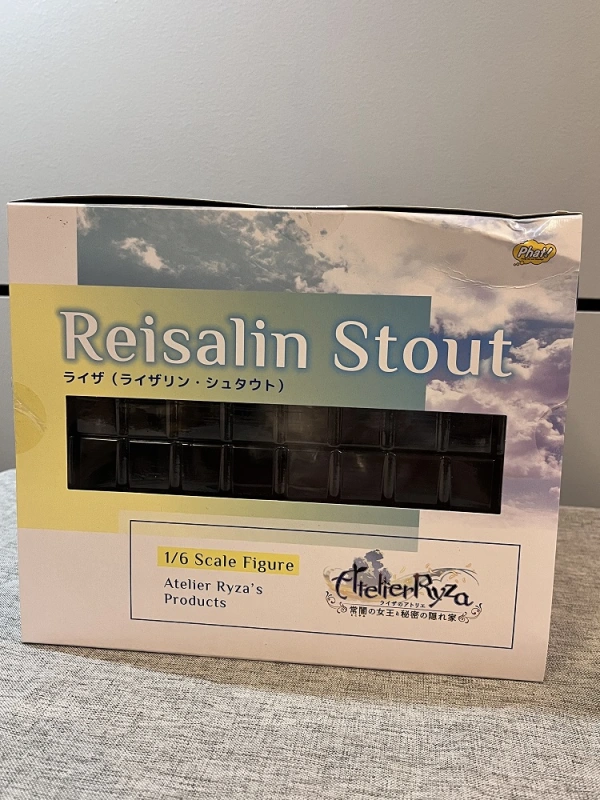 Phat!
Reisalin Stout
ライザ（ライザリン・シュタウト）
1/6 Scale Figure
Atelier Ryza's
Products
Atelier Ryza
ライザのアトリエ
常闇の女王と秘密の隠れ家